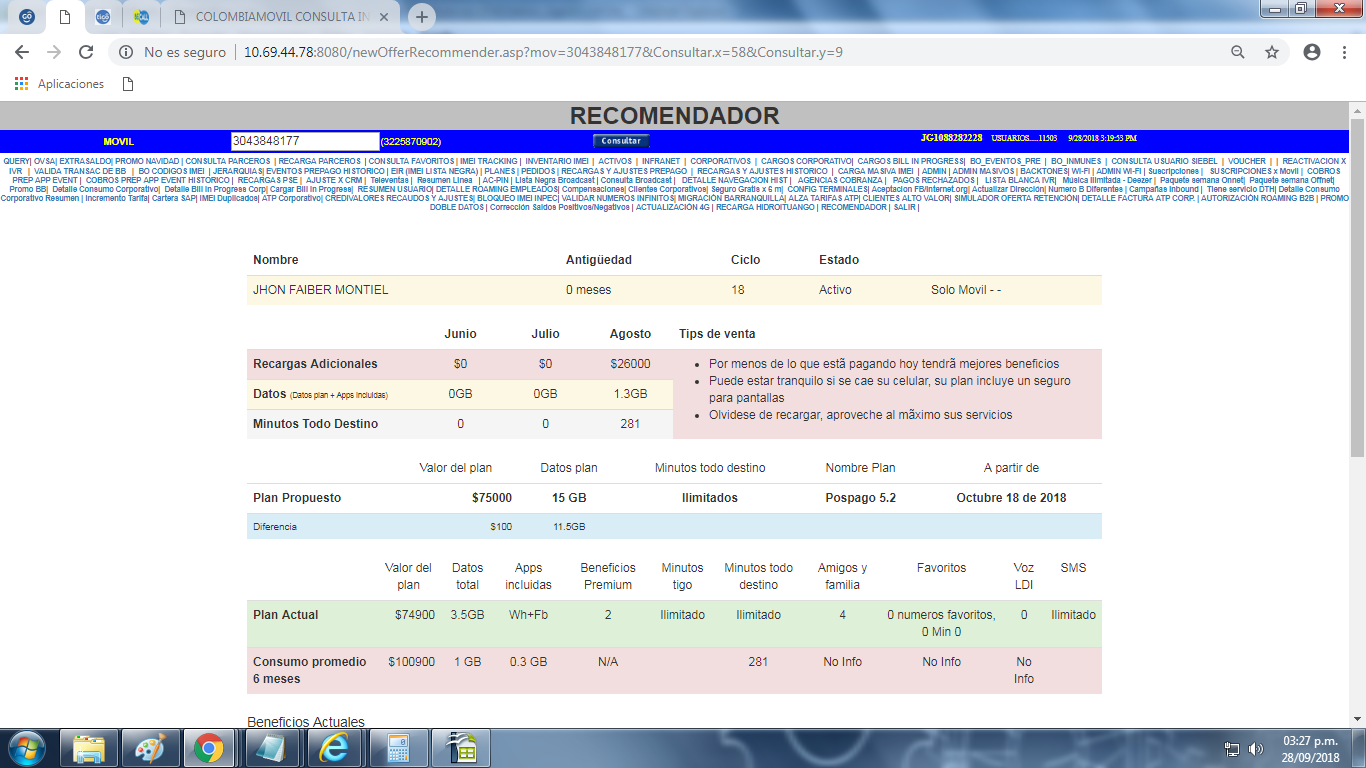 COLOMBIAMOVIL CONSULTA IN
No es seguro | 10.69.44.78:8080/newOfferRecommender.asp?mov=3043848177&Consultar.x=58&Consultar.y=9
Aplicaciones
RECOMENDADOR
MOVIL 3043848177 (3225870902) Consultar JG1088282228 USUARIOS.....11503 9/28/2018 3:19:53 PM
QUERY| OVSA| EXTRASALDO| PROMO NAVIDAD | CONSULTA PARCEROS | RECARGA PARCEROS | CONSULTA FAVORITOS | IMEI TRACKING | INVENTARIO IMEI | ACTIVOS | INFRANET | CORPORATIVOS | CARGOS CORPORATIVO| CARGOS BILL IN PROGRESS| BO_EVENTOS_PRE | BO_INMUNES | CONSULTA USUARIO SIEBEL | VOUCHER | | REACTIVACION X
IVR | VALIDA TRANSAC DE BB | BO CODIGOS IMEI | JERARQUIAS| EVENTOS PREPAGO HISTORICO | EIR (IMEI LISTA NEGRA) | PLANES | PEDIDOS | RECARGAS Y AJUSTES PREPAGO | RECARGAS Y AJUSTES HISTORICO | CARGA MASIVA IMEI | ADMIN | ADMIN MASIVOS | BACKTONES| WI-FI | ADMIN WI-FI | Suscripciones | SUSCRIPCIONES x Movil | COBROS
PREP APP EVENT | COBROS PREP APP EVENT HISTORICO | RECARGAS PSE | AJUSTE X CRM | Televentas | Resumen Linea | AC-PIN | Lista Negra Broadcast | Consulta Broadcast | DETALLE NAVEGACION HIST | AGENCIAS COBRANZA | PAGOS RECHAZADOS | LISTA BLANCA IVR| Música Ilimitada - Deezer | Paquete semana Onnet| Paquete semana Offnet|
Promo BB| Detalle Consumo Corporativo| Detalle Bill In Progress Corp| Cargar Bill In Progress| RESUMEN USUARIO| DETALLE ROAMING EMPLEADOS| Compensaciones| Clientes Corporativos| Seguro Gratis x 6 m| CONFIG TERMINALES| Aceptacion FB/Internet.org| Actualizar Dirección| Numero B Diferentes | Campañas Inbound | Tiene servicio DTH| Detalle Consumo
Corporativo Resumen | Incremento Tarifa| Cartera SAP| IMEI Duplicados| ATP Corporativo| CREDIVALORES RECAUDOS Y AJUSTES| BLOQUEO IMEI INPEC| VALIDAR NUMEROS INFINITOS| MIGRACIÓN BARRANQUILLA| ALZA TARIFAS ATP| CLIENTES ALTO VALOR| SIMULADOR OFERTA RETENCIÓN| DETALLE FACTURA ATP CORP. | AUTORIZACIÓN ROAMING B2B | PROMO
DOBLE DATOS | Corrección Saldos Positivos/Negativos | ACTUALIZACIÓN 4G | RECARGA HIDROITUANGO | RECOMENDADOR | SALIR |
Nombre Antigüedad Ciclo Estado
JHON FAIBER MONTIEL 0 meses 18 Activo Solo Movil - -
Junio Julio Agosto Tips de venta
Recargas Adicionales $0 $0 $26000
Datos (Datos plan + Apps incluidas) 0GB 0GB 1.3GB
Minutos Todo Destino 0 0 281
• Por menos de lo que estã pagando hoy tendrã mejores beneficios
• Puede estar tranquilo si se cae su celular, su plan incluye un seguro
para pantallas
• Olvidese de recargar, aproveche al mãximo sus servicios
Valor del plan Datos plan Minutos todo destino Nombre Plan A partir de
Plan Propuesto $75000 15 GB Ilimitados Pospago 5.2 Octubre 18 de 2018
Diferencia $100 11.5GB
Valor del Datos Apps Beneficios Minutos Minutos todo Amigos y Favoritos Voz SMS
plan total incluidas Premium tigo destino familia LDI
Plan Actual $74900 3.5GB Wh+Fb 2 Ilimitado Ilimitado 4 0 numeros favoritos, 0 Ilimitado
0 Min 0
Consumo promedio $100900 1 GB 0.3 GB N/A 281 No Info No Info No
6 meses Info
Beneficios Actuales
03:27 p.m.
28/09/2018